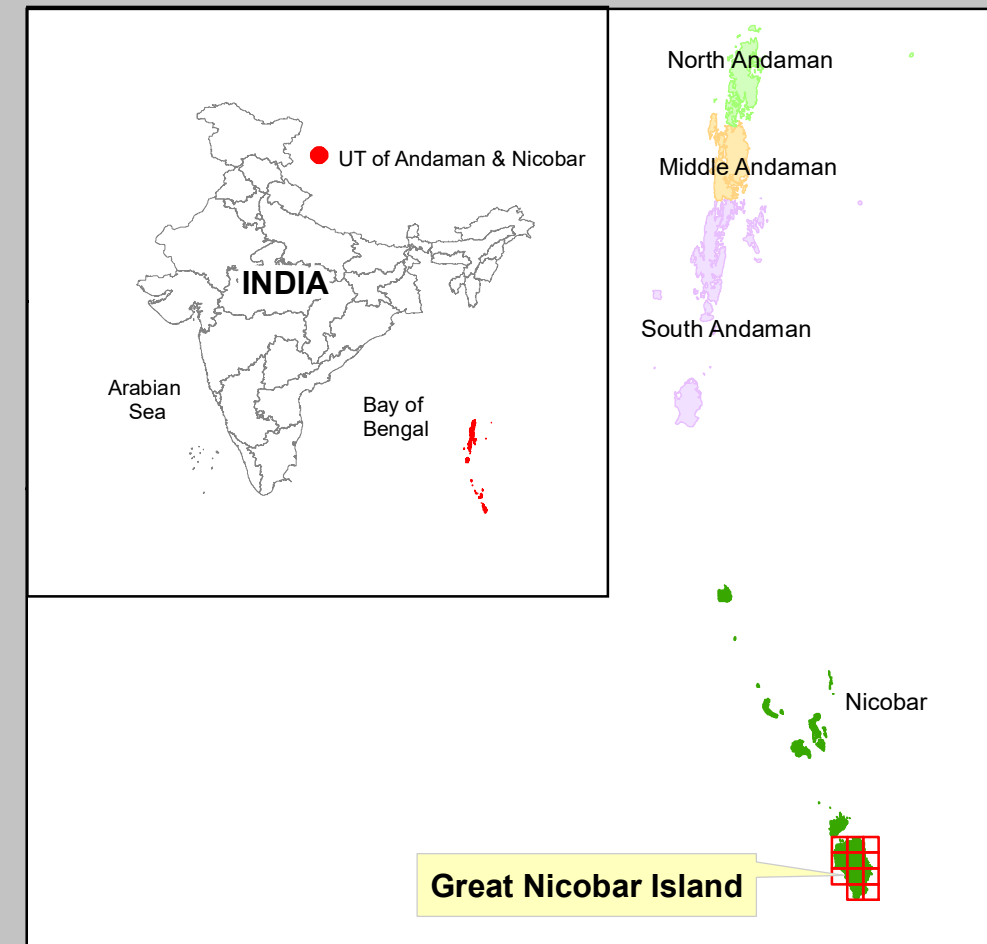 North Andaman
UT of Andaman & Nicobar
Middle Andaman
INDIA
South Andaman
Arabian
Sea
Bay of
Bengal
Nicobar
Great Nicobar Island